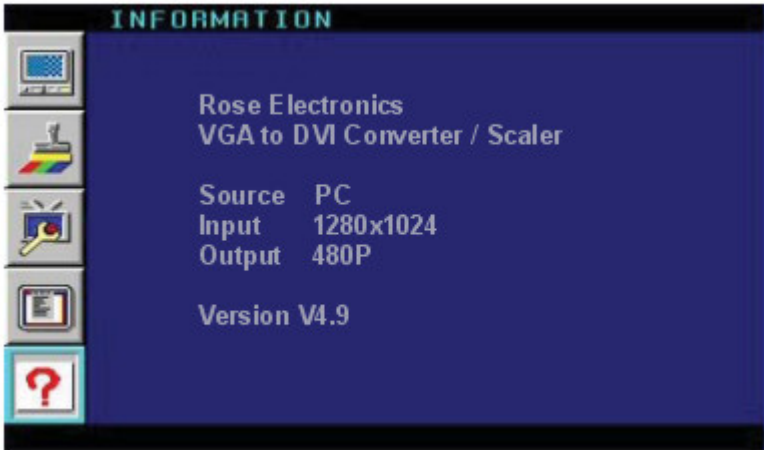 INFORMATION
Rose Electronics
VGA to DVI Converter / Scaler
Source PC
Input 1280x1024
Output 480P
Version V4.9
?